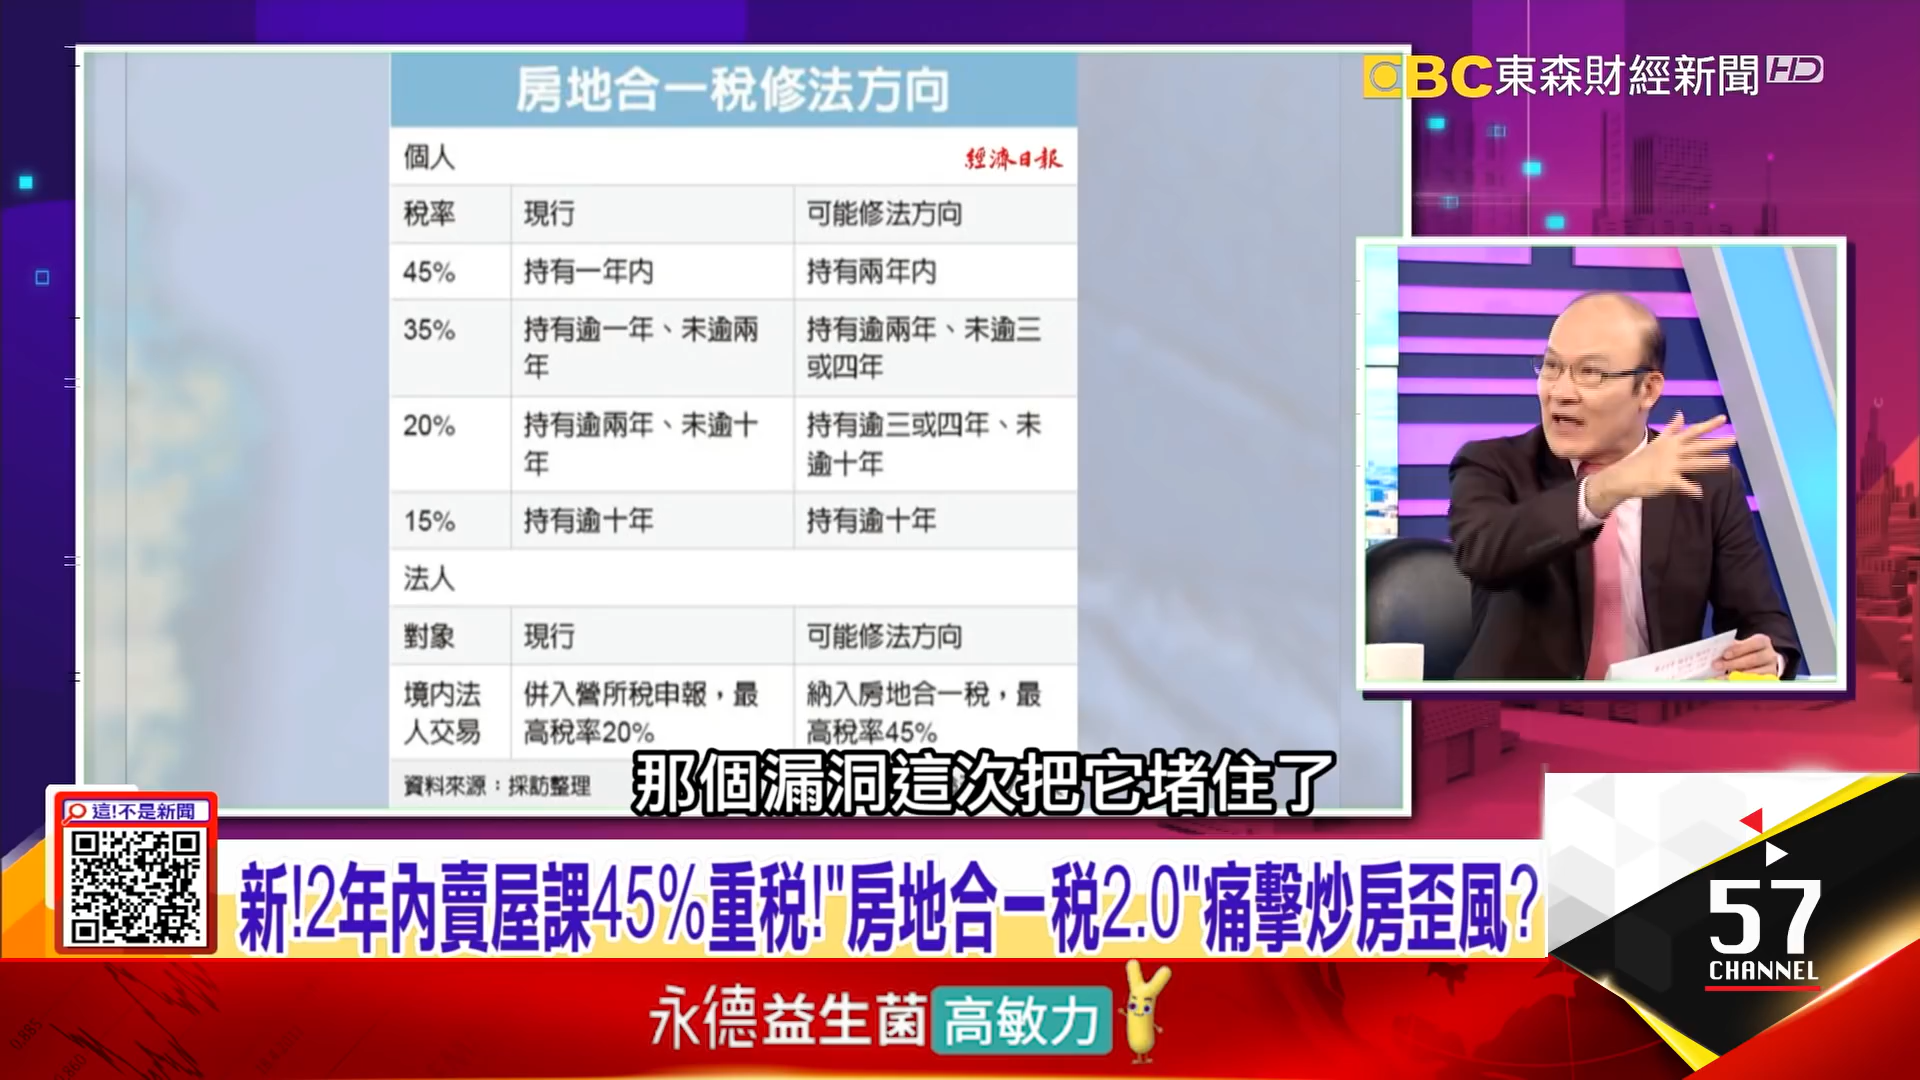 房地合一稅修法方向
EBC東森財經新聞HD
個人
經濟日報
稅率 現行 可能修法方向
45% 持有一年內 持有兩年內
35% 持有逾一年、未逾兩年 持有逾兩年、未逾三或四年
20% 持有逾兩年、未逾十年 持有逾三或四年、未逾十年
15% 持有逾十年 持有逾十年
法人
對象 現行 可能修法方向
境內法人交易 併入營所稅申報，最高稅率20% 納入房地合一稅，最高稅率45%
資料來源：採訪整理
那個漏洞這次把它堵住了
這!不是新聞
新!2年內賣屋課45%重稅!"房地合一稅2.0"痛擊炒房歪風?
57
CHANNEL
永德益生菌 高敏力